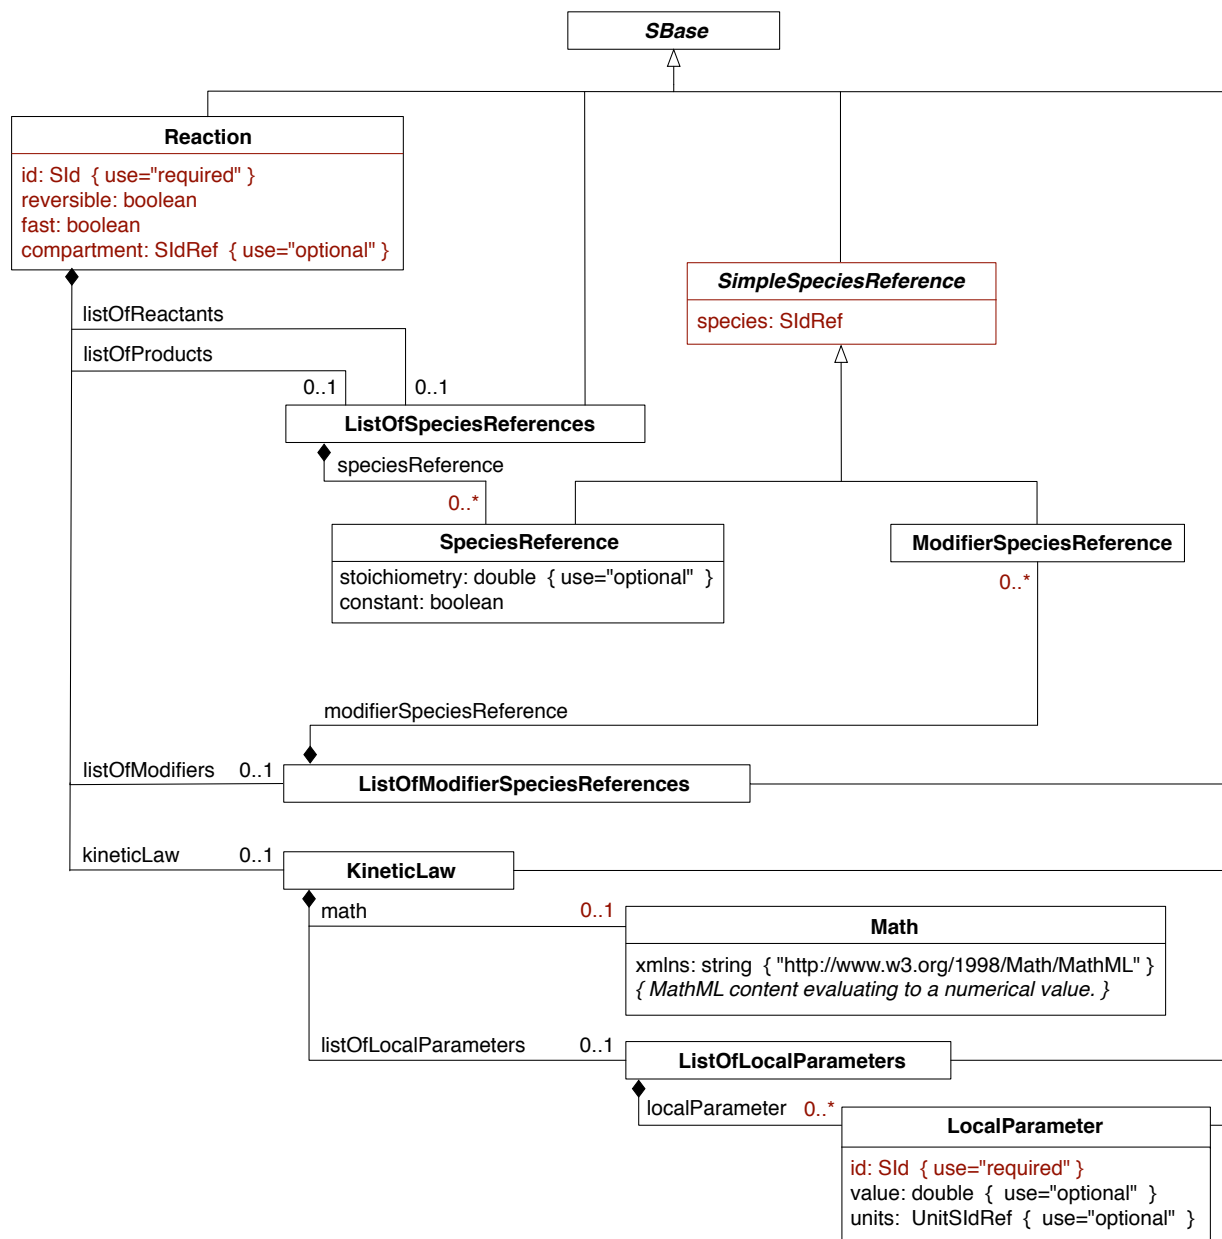 SBase
Reaction
id: SId { use="required" }
reversible: boolean
fast: boolean
compartment: SIdRef { use="optional" }
SimpleSpeciesReference
species: SIdRef
listOfReactants
listOfProducts
0..1
0..1
ListOfSpeciesReferences
speciesReference
0..*
SpeciesReference
stoichiometry: double { use="optional" }
constant: boolean
ModifierSpeciesReference
0..*
modifierSpeciesReference
listOfModifiers 0..1
ListOfModifierSpeciesReferences
kineticLaw 0..1
KineticLaw
math 0..1
Math
xmlns: string { "http://www.w3.org/1998/Math/MathML" }
{ MathML content evaluating to a numerical value. }
listOfLocalParameters 0..1
ListOfLocalParameters
localParameter 0..*
LocalParameter
id: SId { use="required" }
value: double { use="optional" }
units: UnitSIdRef { use="optional" }